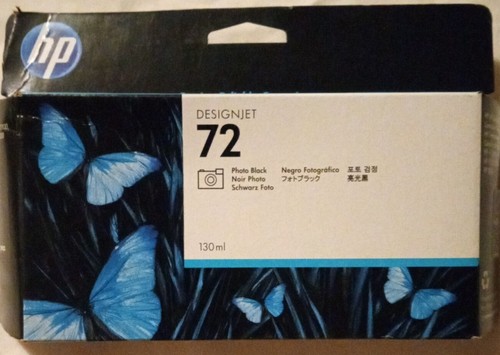 hp
DESIGNJET
72
Photo Black Negro Fotográfico 포토 검정
Noir Photo フォトブラック 亮光黑
Schwarz Foto
130ml